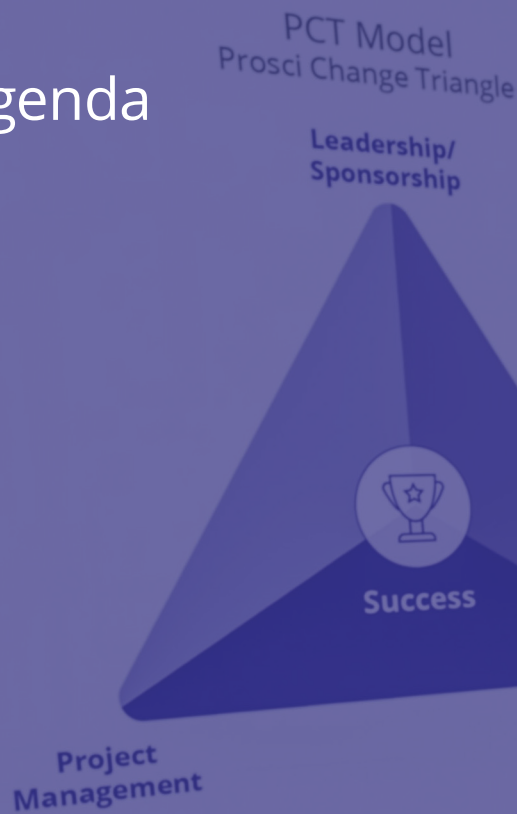 genda
PCT Model
Prosci Change Triangle
Leadership/
Sponsorship
Success
Project
Management